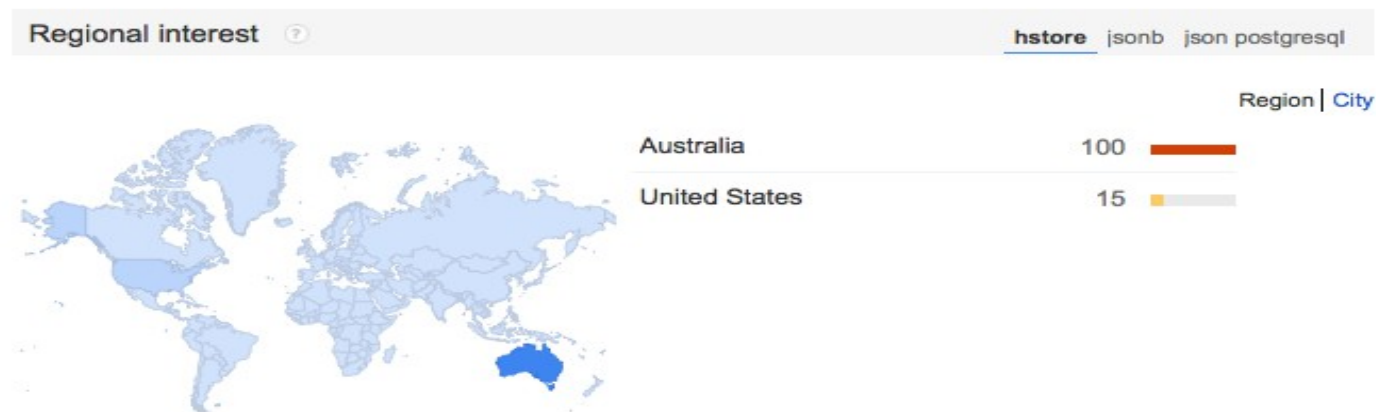 Regional interest ?
hstore jsonb json postgresql
Region | City
Australia 100
United States 15